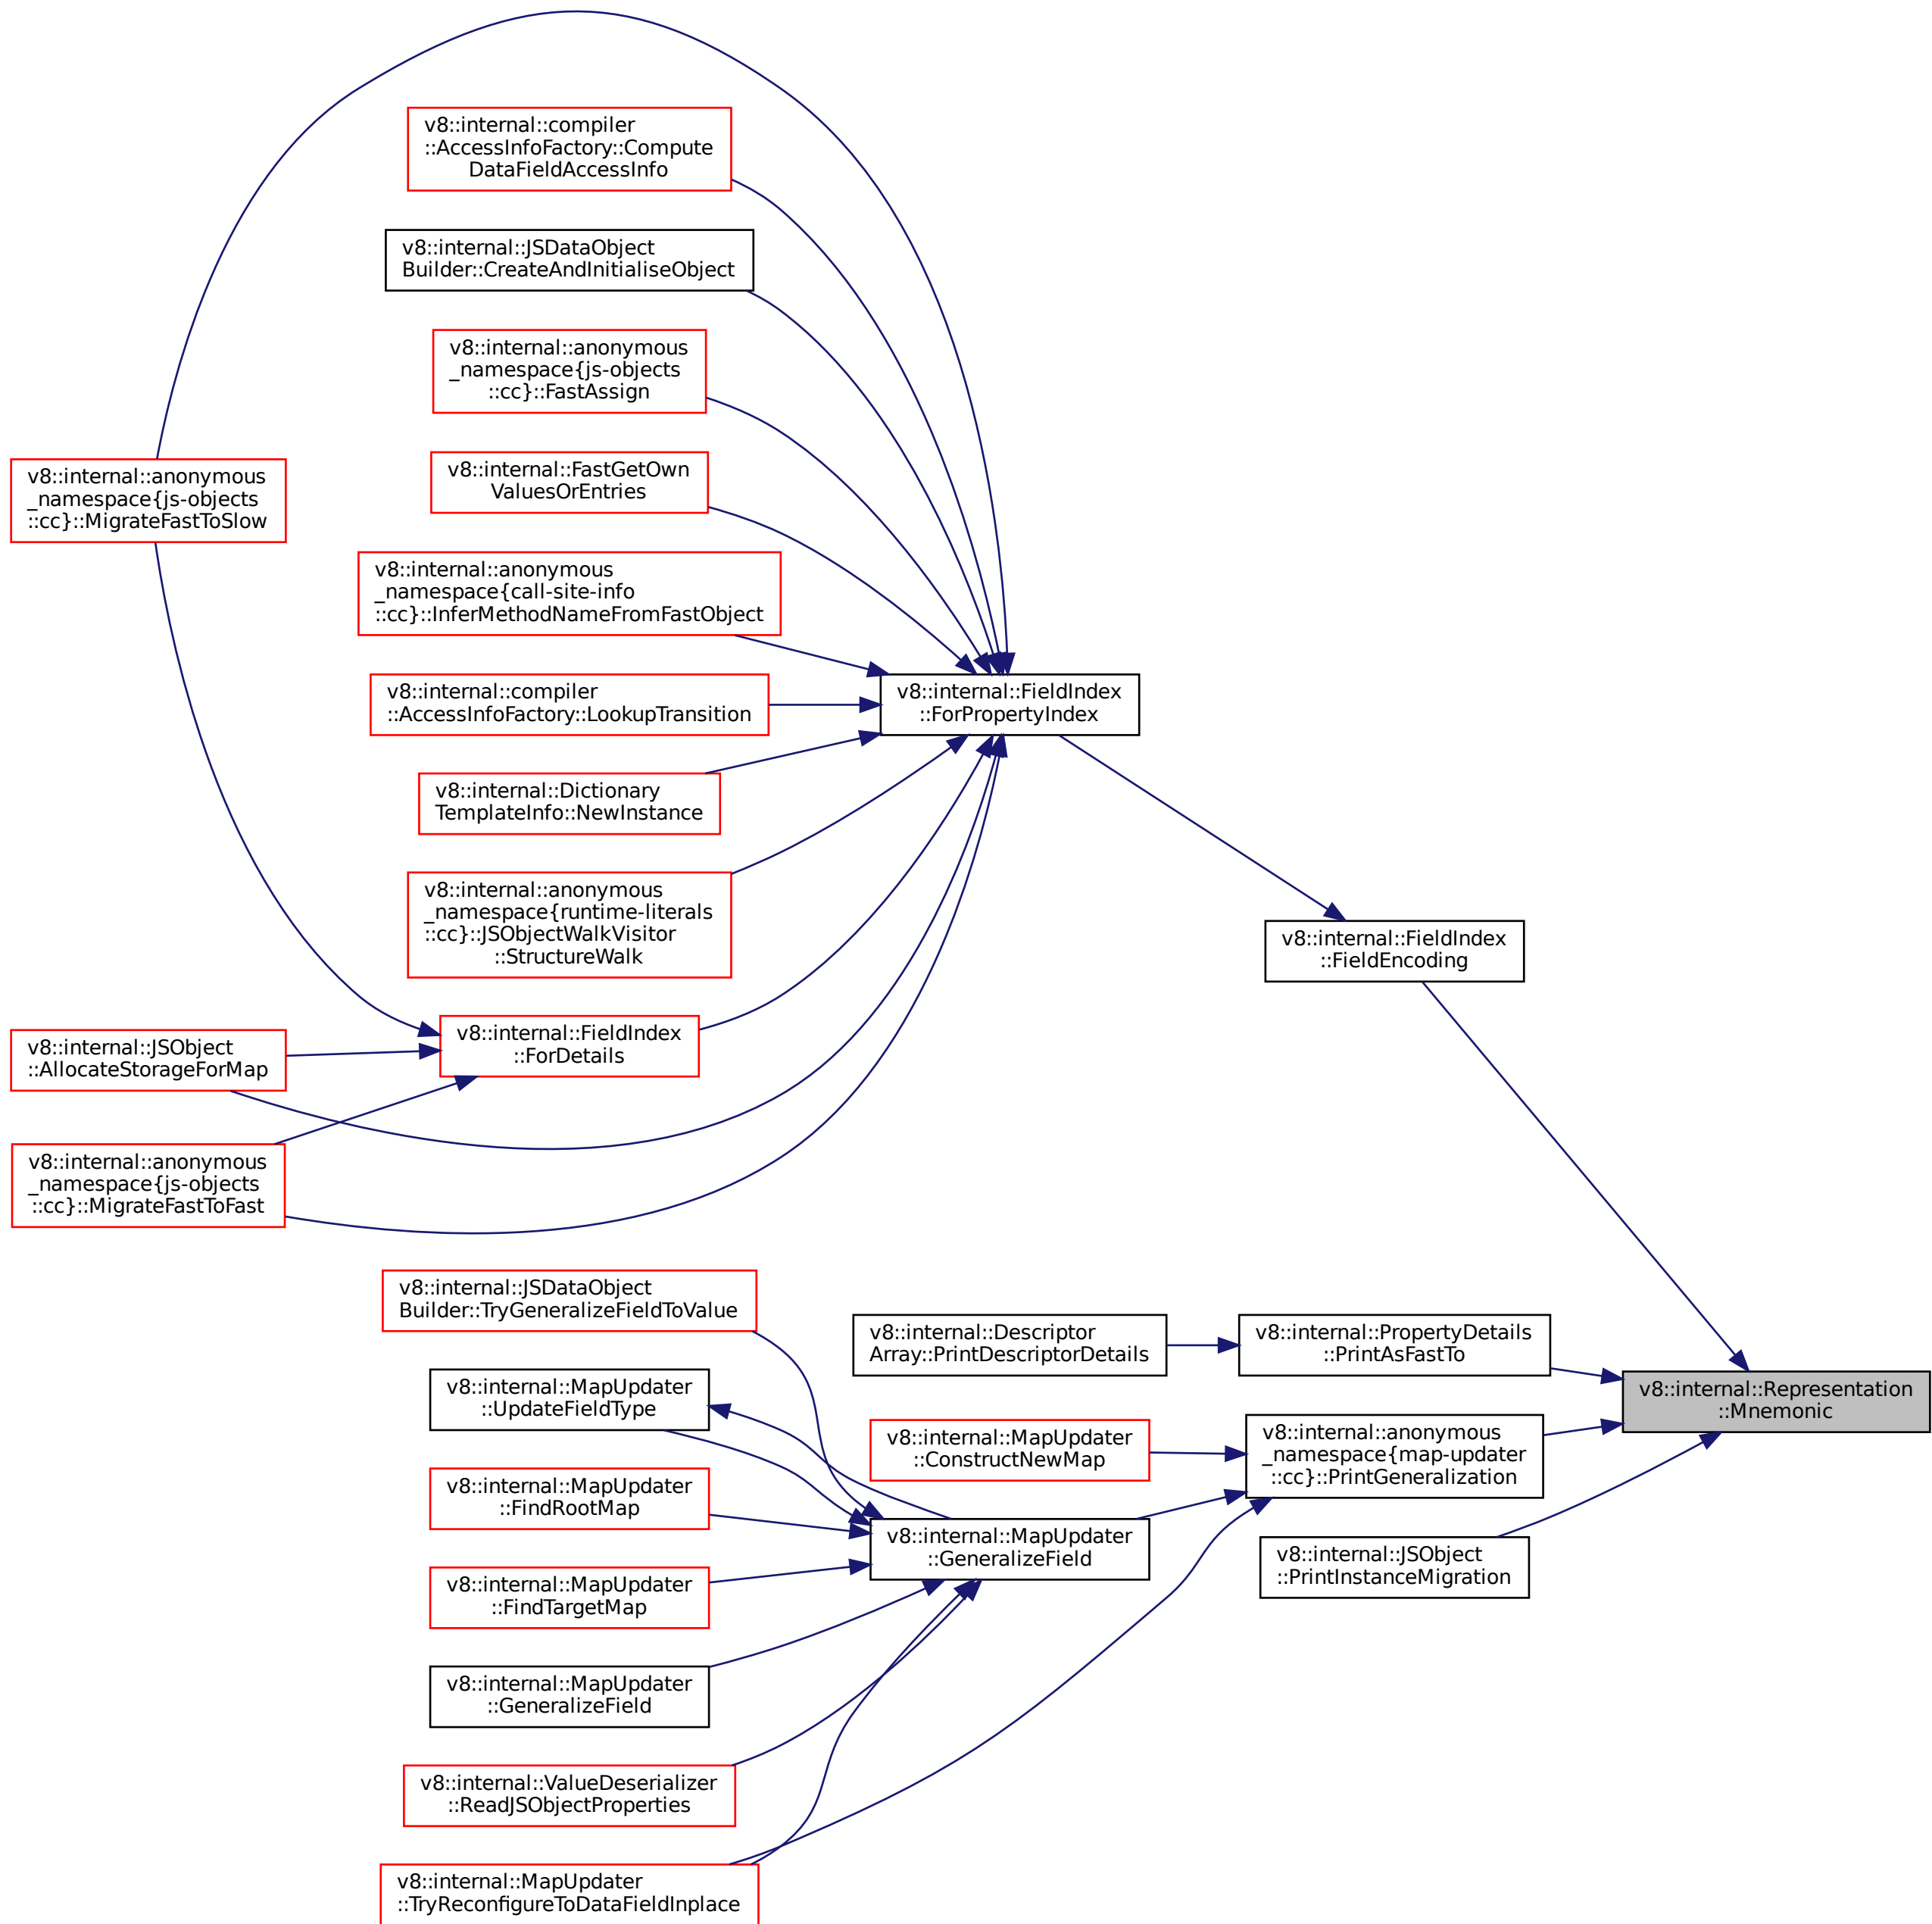 v8::internal::compiler
::AccessInfoFactory::Compute
DataFieldAccessInfo
v8::internal::JSDataObject
Builder::CreateAndInitialiseObject
v8::internal::anonymous
_namespace{js-objects
::cc}::FastAssign
v8::internal::anonymous
_namespace{js-objects
::cc}::MigrateFastToSlow
v8::internal::FastGetOwn
ValuesOrEntries
v8::internal::anonymous
_namespace{call-site-info
::cc}::InferMethodNameFromFastObject
v8::internal::compiler
::AccessInfoFactory::LookupTransition
v8::internal::FieldIndex
::ForPropertyIndex
v8::internal::Dictionary
TemplateInfo::NewInstance
v8::internal::anonymous
_namespace{runtime-literals
::cc}::JSObjectWalkVisitor
::StructureWalk
v8::internal::FieldIndex
::FieldEncoding
v8::internal::FieldIndex
::ForDetails
v8::internal::JSObject
::AllocateStorageForMap
v8::internal::anonymous
_namespace{js-objects
::cc}::MigrateFastToFast
v8::internal::JSDataObject
Builder::TryGeneralizeFieldToValue
v8::internal::Descriptor
Array::PrintDescriptorDetails
v8::internal::PropertyDetails
::PrintAsFastTo
v8::internal::Representation
::Mnemonic
v8::internal::MapUpdater
::UpdateFieldType
v8::internal::MapUpdater
::ConstructNewMap
v8::internal::anonymous
_namespace{map-updater
::cc}::PrintGeneralization
v8::internal::MapUpdater
::FindRootMap
v8::internal::MapUpdater
::GeneralizeField
v8::internal::JSObject
::PrintInstanceMigration
v8::internal::MapUpdater
::FindTargetMap
v8::internal::MapUpdater
::GeneralizeField
v8::internal::ValueDeserializer
::ReadJSObjectProperties
v8::internal::MapUpdater
::TryReconfigureToDataFieldInplace